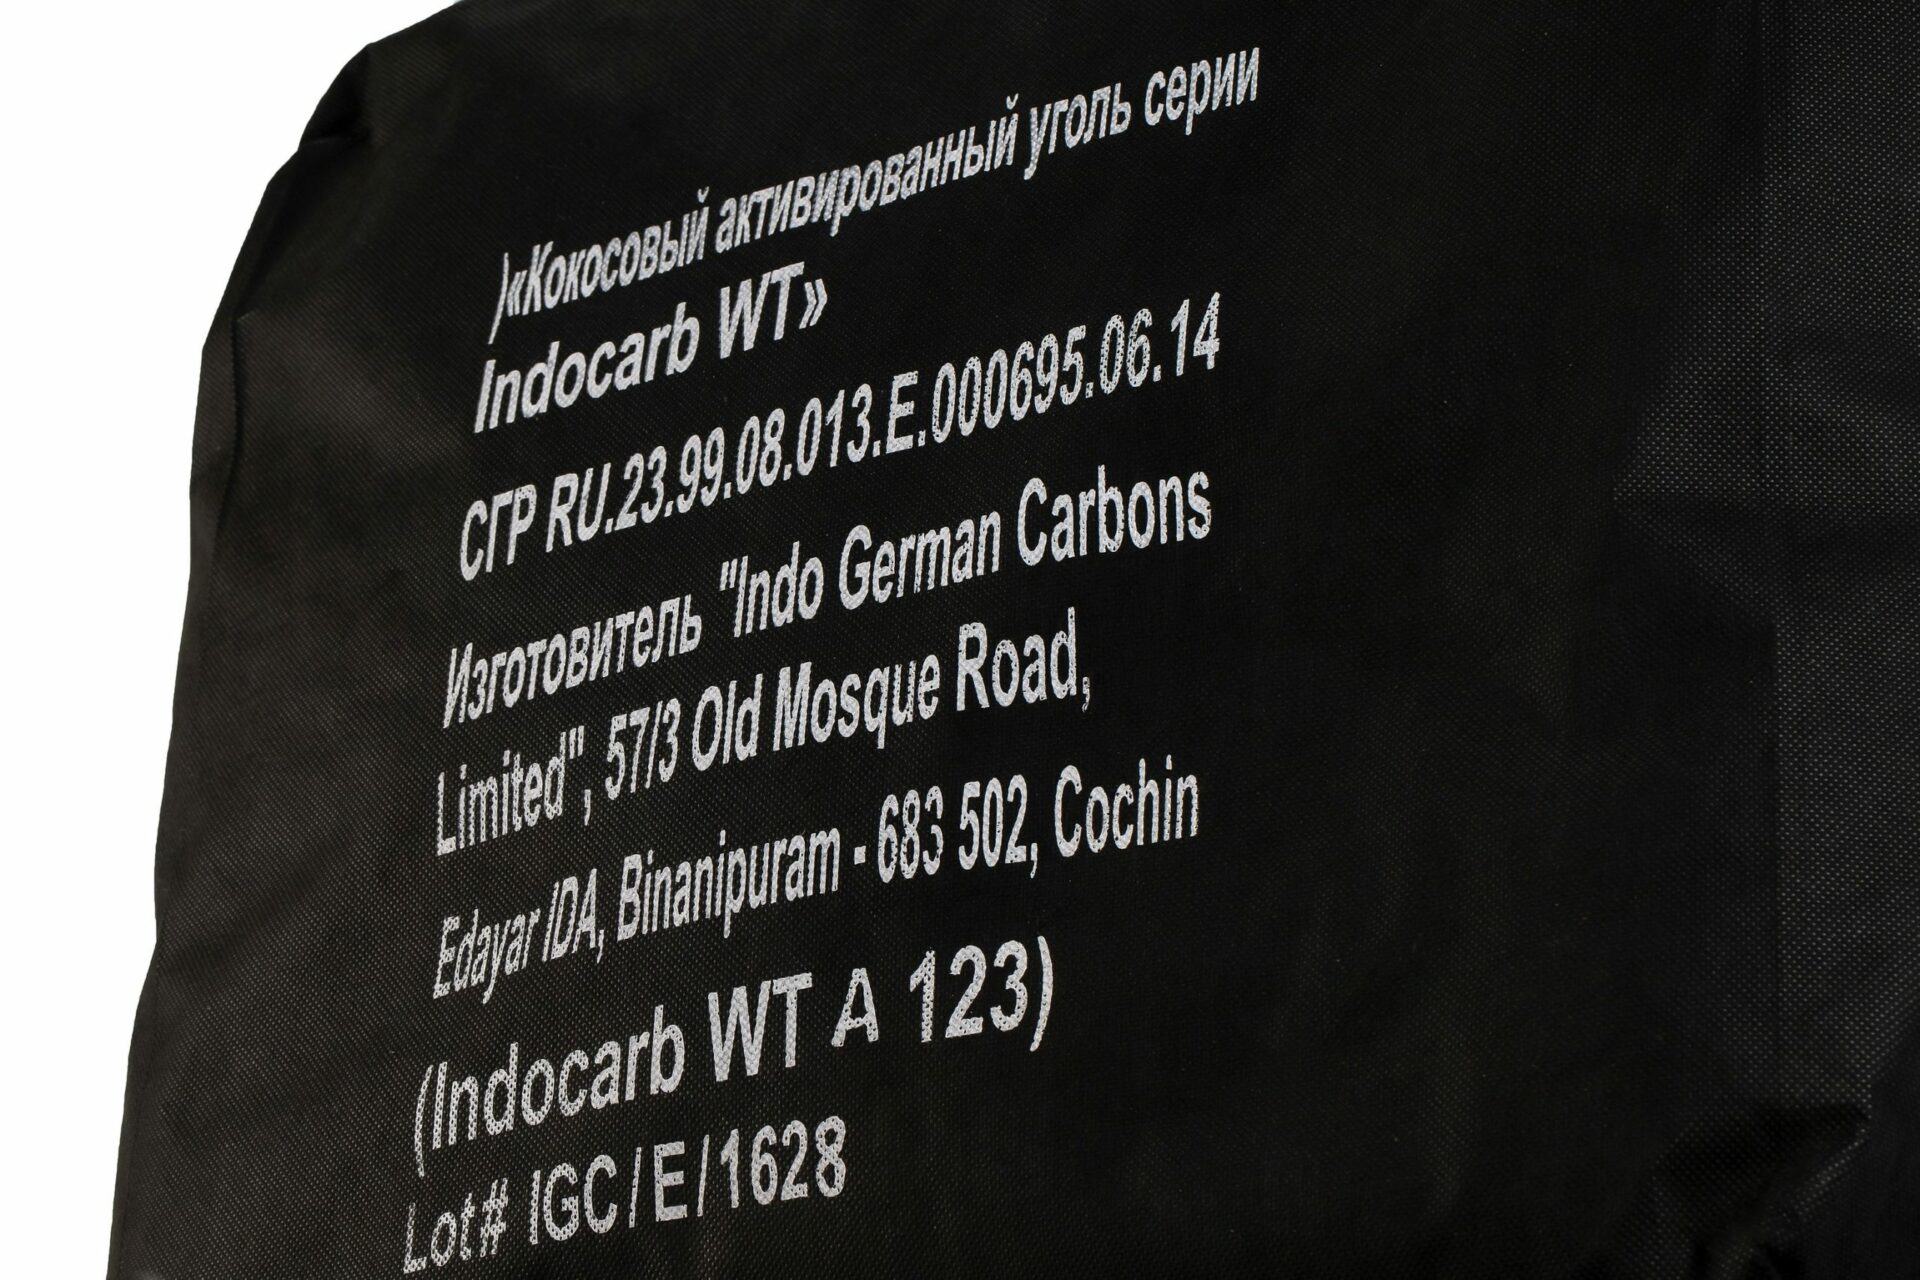 )«Кокосовый активированный уголь серии
Indocarb WT»
СГР RU.23.99.08.013.E.000695.06.14
Изготовитель "Indo German Carbons
Limited", 57/3 Old Mosque Road,
Edayar IDA, Binanipuram - 683 502, Cochin
(Indocarb WT A 123)
Lot# IGC/E/1628